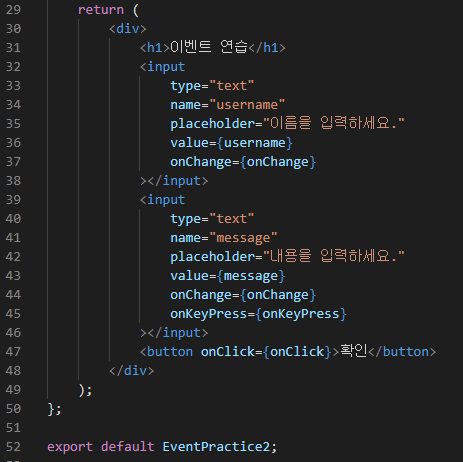 29    return (
30        <div>
31            <h1>이벤트 연습</h1>
32            <input
33                type="text"
34                name="username"
35                placeholder="이름을 입력하세요."
36                value={username}
37                onChange={onChange}
38            ></input>
39            <input
40                type="text"
41                name="message"
42                placeholder="내용을 입력하세요."
43                value={message}
44                onChange={onChange}
45                onKeyPress={onKeyPress}
46            ></input>
47            <button onClick={onClick}>확인</button>
48        </div>
49    );
50 };
51
52 export default EventPractice2;